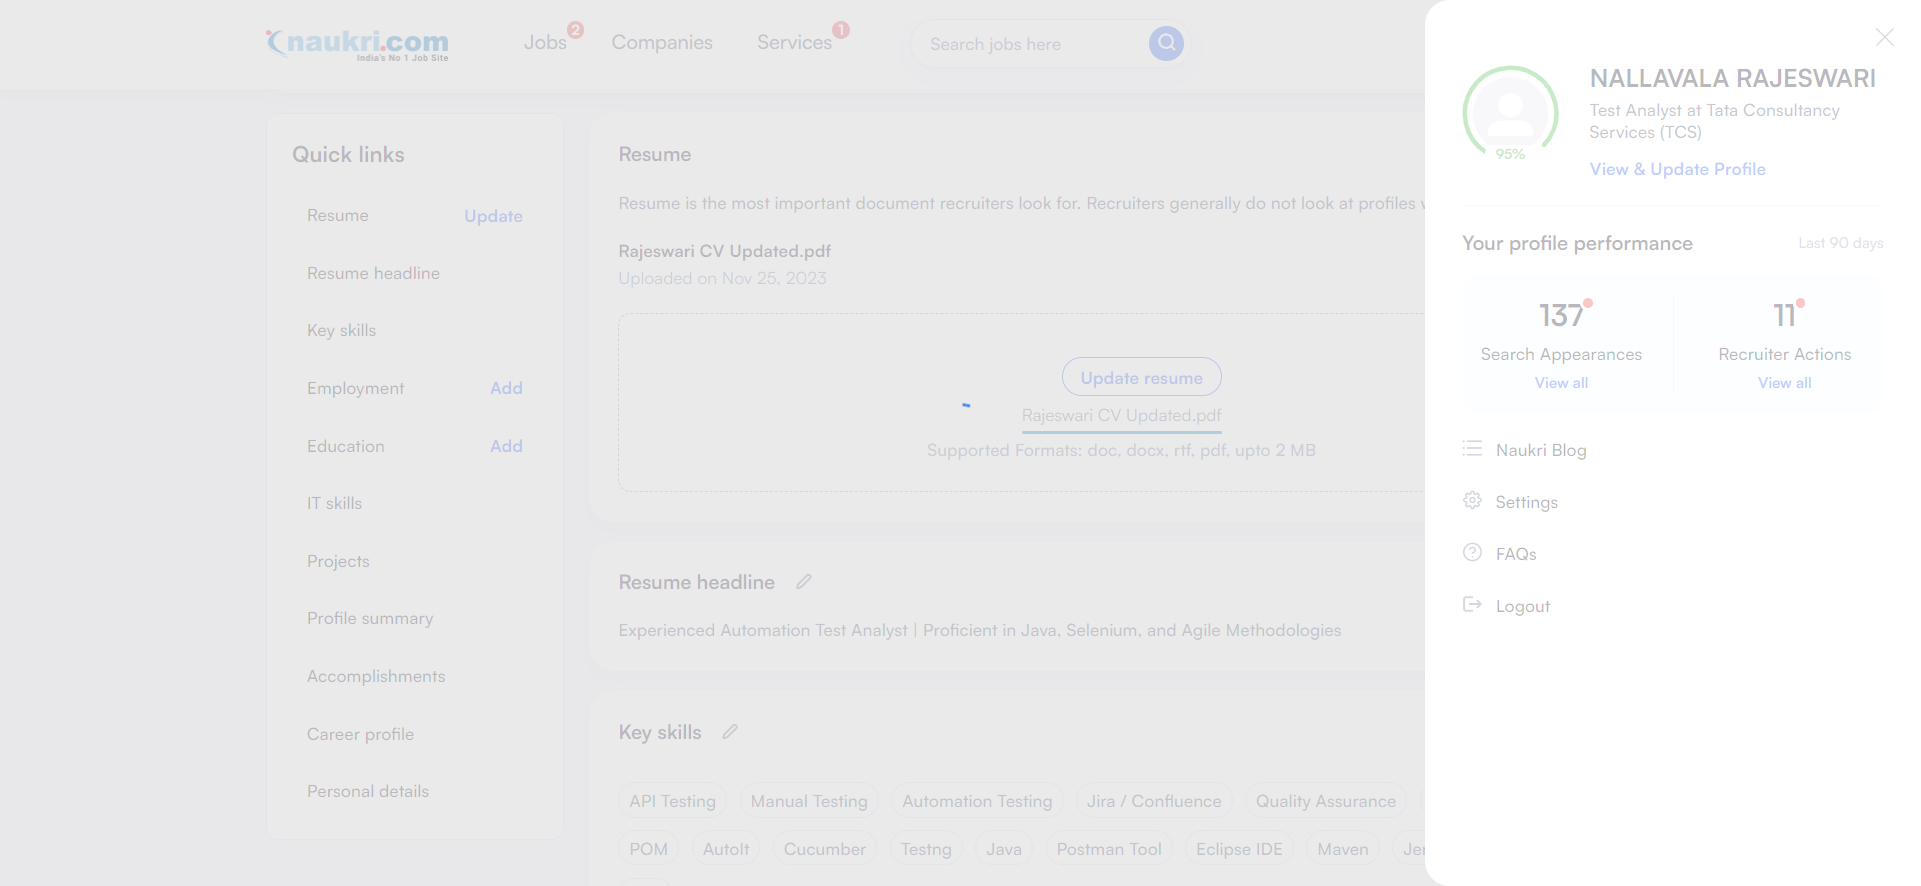 naukri.com
India's No 1 Job Site
Jobs 2
Companies
Services 1
Search jobs here
Quick links
Resume Update
Resume headline
Key skills
Employment Add
Education Add
IT skills
Projects
Profile summary
Accomplishments
Career profile
Personal details
Resume
Resume is the most important document recruiters look for. Recruiters generally do not look at profiles
Rajeswari CV Updated.pdf
Uploaded on Nov 25, 2023
Update resume
Rajeswari CV Updated.pdf
Supported Formats: doc, docx, rtf, pdf, upto 2 MB
Resume headline
Experienced Automation Test Analyst | Proficient in Java, Selenium, and Agile Methodologies
Key skills
API Testing Manual Testing Automation Testing Jira / Confluence Quality Assurance
POM AutoIt Cucumber Testng Java Postman Tool Eclipse IDE Maven
NALLAVALA RAJESWARI
Test Analyst at Tata Consultancy
Services (TCS)
95%
View & Update Profile
Your profile performance Last 90 days
137 11
Search Appearances Recruiter Actions
View all View all
Naukri Blog
Settings
FAQs
Logout